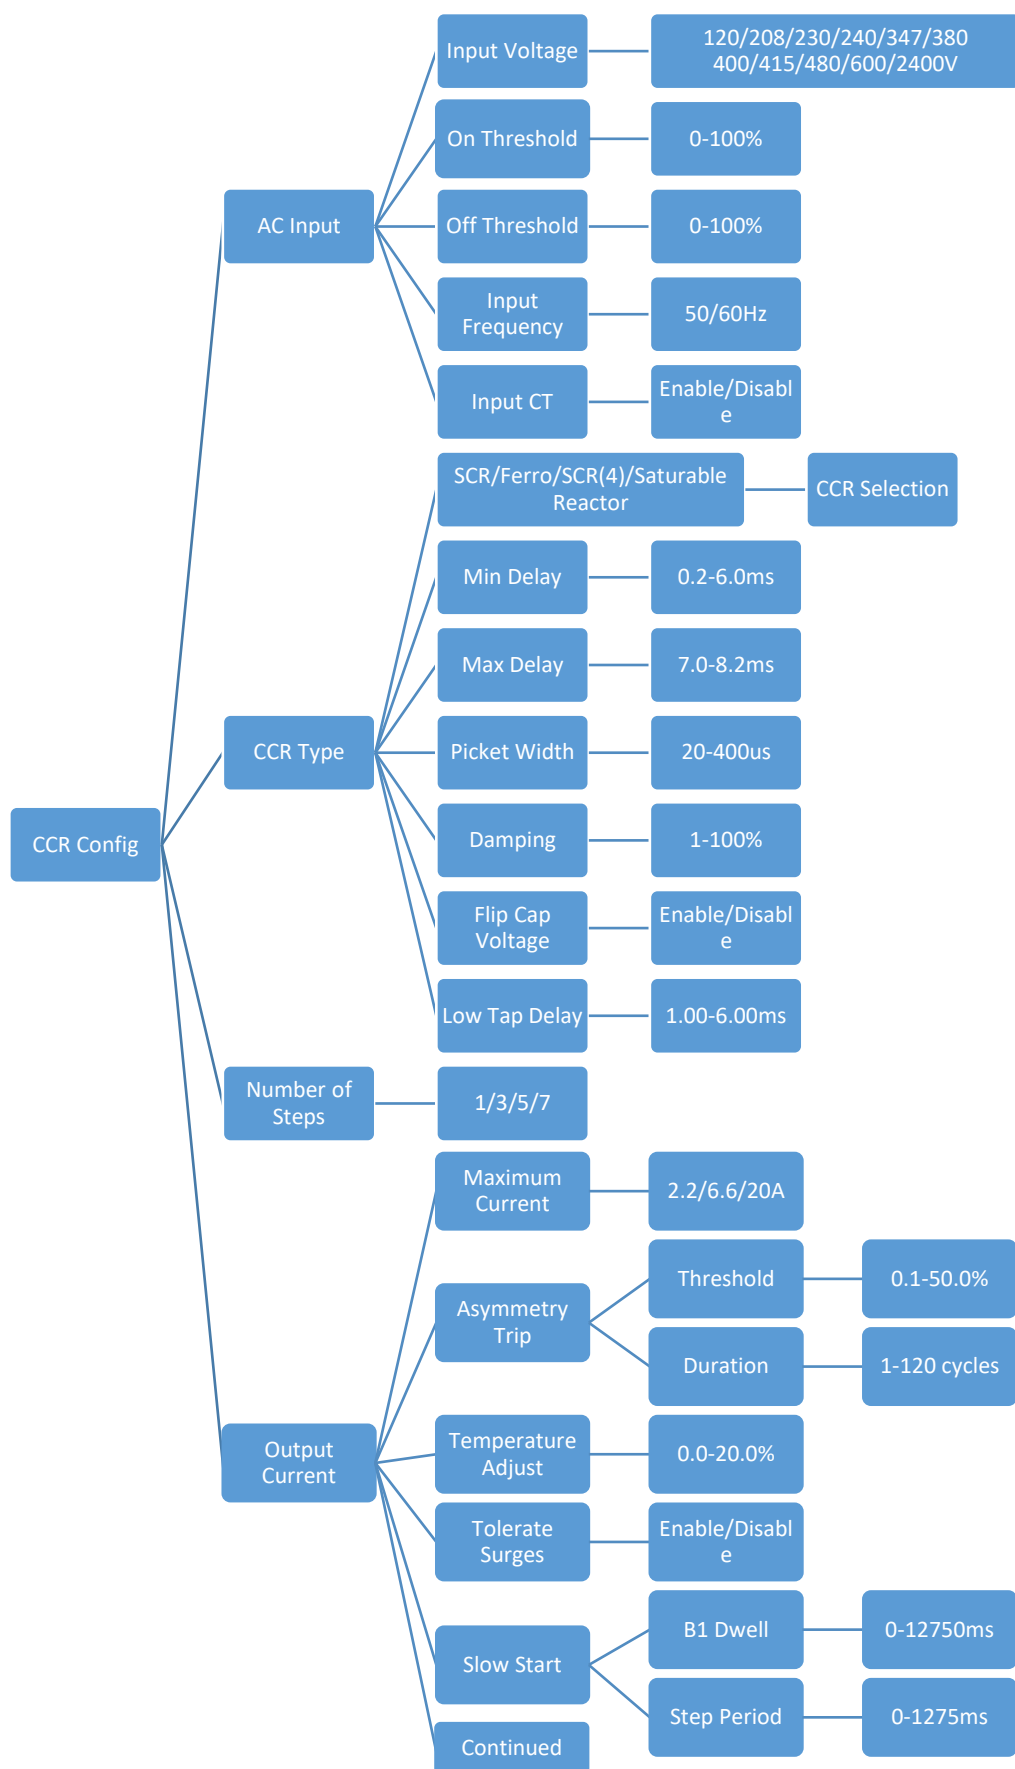 CCR Config
AC Input
Input Voltage
120/208/230/240/347/380
400/415/480/600/2400V
On Threshold
0-100%
Off Threshold
0-100%
Input
Frequency
50/60Hz
Input CT
Enable/Disabl
e
CCR Type
SCR/Ferro/SCR(4)/Saturable
Reactor
CCR Selection
Min Delay
0.2-6.0ms
Max Delay
7.0-8.2ms
Picket Width
20-400us
Damping
1-100%
Flip Cap
Voltage
Enable/Disabl
e
Low Tap Delay
1.00-6.00ms
Number of
Steps
1/3/5/7
Output
Current
Maximum
Current
2.2/6.6/20A
Asymmetry
Trip
Threshold
0.1-50.0%
Duration
1-120 cycles
Temperature
Adjust
0.0-20.0%
Tolerate
Surges
Enable/Disabl
e
Slow Start
B1 Dwell
0-12750ms
Step Period
0-1275ms
Continued